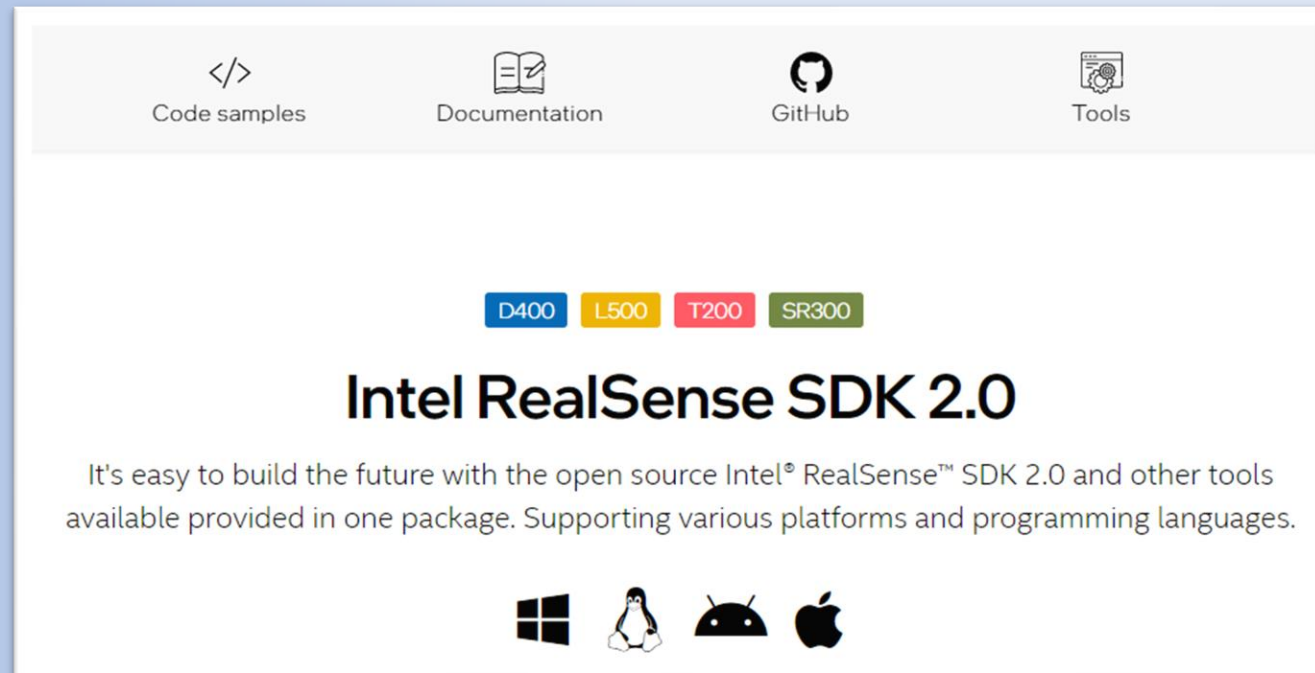 </>
Code samples
Documentation
GitHub
Tools
D400 L500 T200 SR300
Intel RealSense SDK 2.0
It's easy to build the future with the open source Intel® RealSense™ SDK 2.0 and other tools
available provided in one package. Supporting various platforms and programming languages.